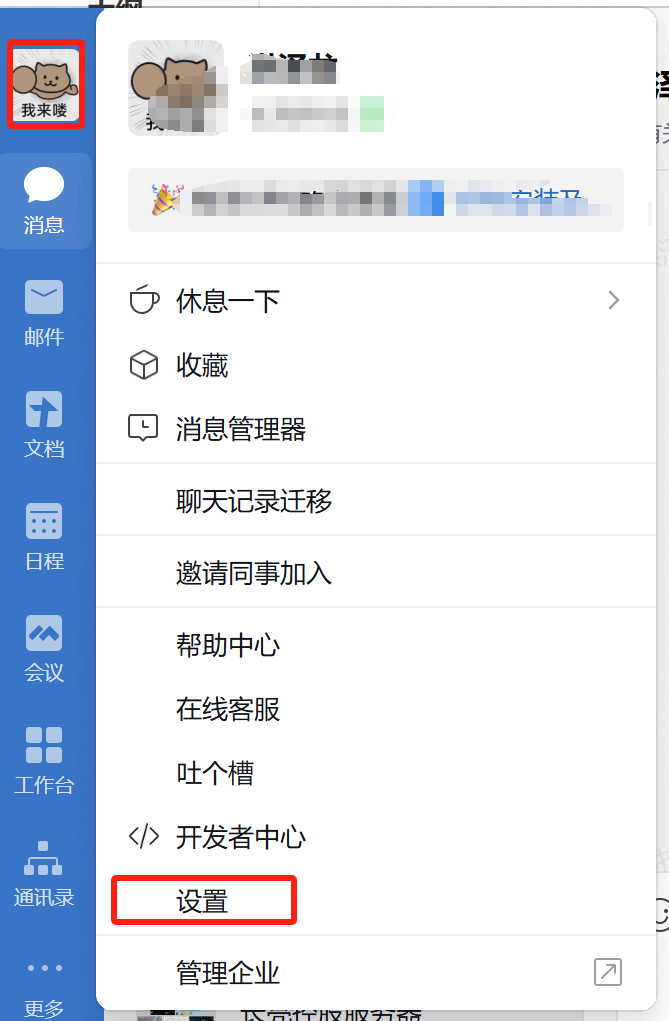 我来喽
消息
邮件
文档
日程
会议
工作台
通讯录
更多
休息一下
收藏
消息管理器
聊天记录迁移
邀请同事加入
帮助中心
在线客服
吐个槽
开发者中心
设置
管理企业